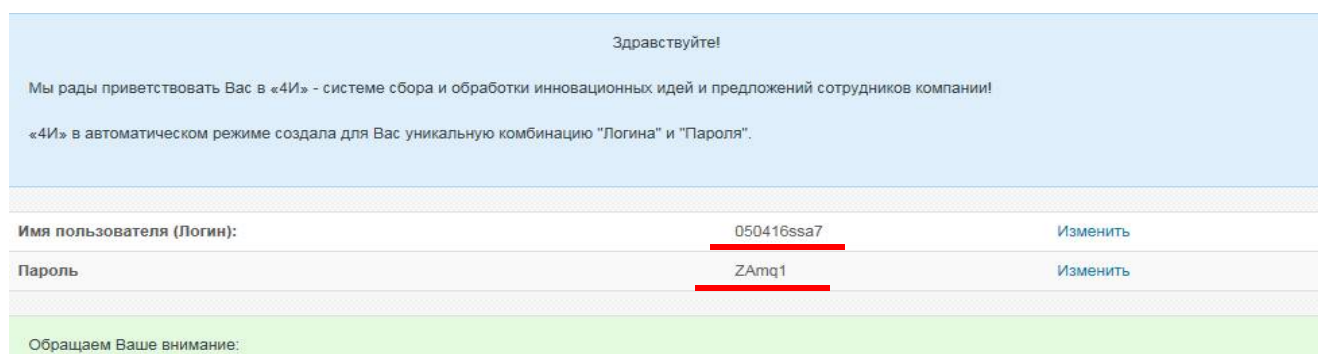 Здравствуйте!
Мы рады приветствовать Вас в «4И» - системе сбора и обработки инновационных идей и предложений сотрудников компании!
«4И» в автоматическом режиме создала для Вас уникальную комбинацию "Логина" и "Пароля".
Имя пользователя (Логин): 050416ssa7 Изменить
Пароль ZAmq1 Изменить
Обращаем Ваше внимание: